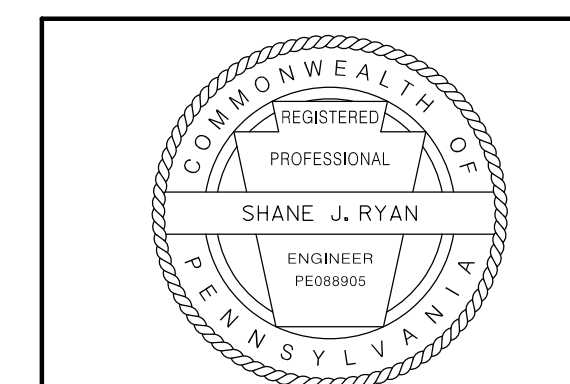 COMMONWEALTH OF
REGISTERED
PROFESSIONAL
SHANE J. RYAN
ENGINEER
PE088905
PENNSYLVANIA